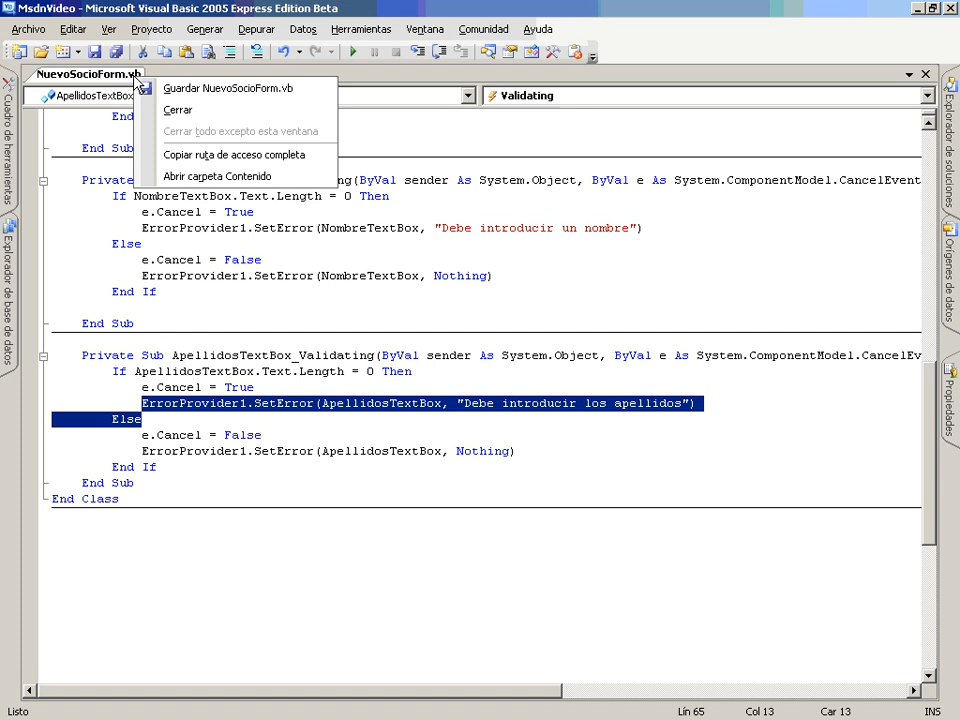 MsdnVideo - Microsoft Visual Basic 2005 Express Edition Beta
Archivo Editar Ver Proyecto Generar Depurar Datos Herramientas Ventana Comunidad Ayuda
NuevoSocioForm.vb
ApellidosTextBox
Validating
Guardar NuevoSocioForm.vb
Cerrar
Cerrar todo excepto esta ventana
Copiar ruta de acceso completa
Abrir carpeta Contenido
Cuadro de herramientas
Explorador de base de datos
Explorador de soluciones
Orígenes de datos
Propiedades
End
End Sub
Private ng(ByVal sender As System.Object, ByVal e As System.ComponentModel.CancelEvent
If NombreTextBox.Text.Length = 0 Then
e.Cancel = True
ErrorProvider1.SetError(NombreTextBox, "Debe introducir un nombre")
Else
e.Cancel = False
ErrorProvider1.SetError(NombreTextBox, Nothing)
End If
End Sub
Private Sub ApellidosTextBox_Validating(ByVal sender As System.Object, ByVal e As System.ComponentModel.CancelEv
If ApellidosTextBox.Text.Length = 0 Then
e.Cancel = True
ErrorProvider1.SetError(ApellidosTextBox, "Debe introducir los apellidos")
Else
e.Cancel = False
ErrorProvider1.SetError(ApellidosTextBox, Nothing)
End If
End Sub
End Class
Listo Lín 65 Col 13 Car 13 INS